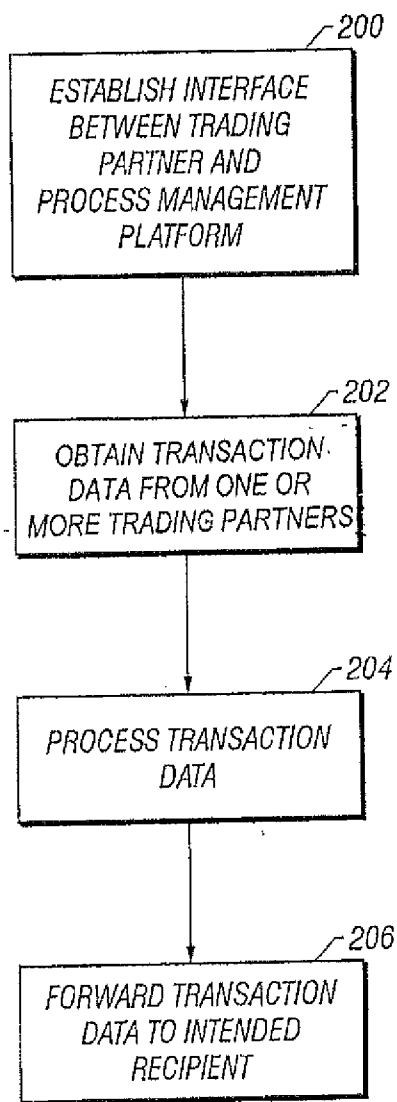 200
ESTABLISH INTERFACE
BETWEEN TRADING
PARTNER AND
PROCESS MANAGEMENT
PLATFORM
202
OBTAIN TRANSACTION
DATA FROM ONE OR
MORE TRADING PARTNERS
204
PROCESS TRANSACTION
DATA
206
FORWARD TRANSACTION
DATA TO INTENDED
RECIPIENT